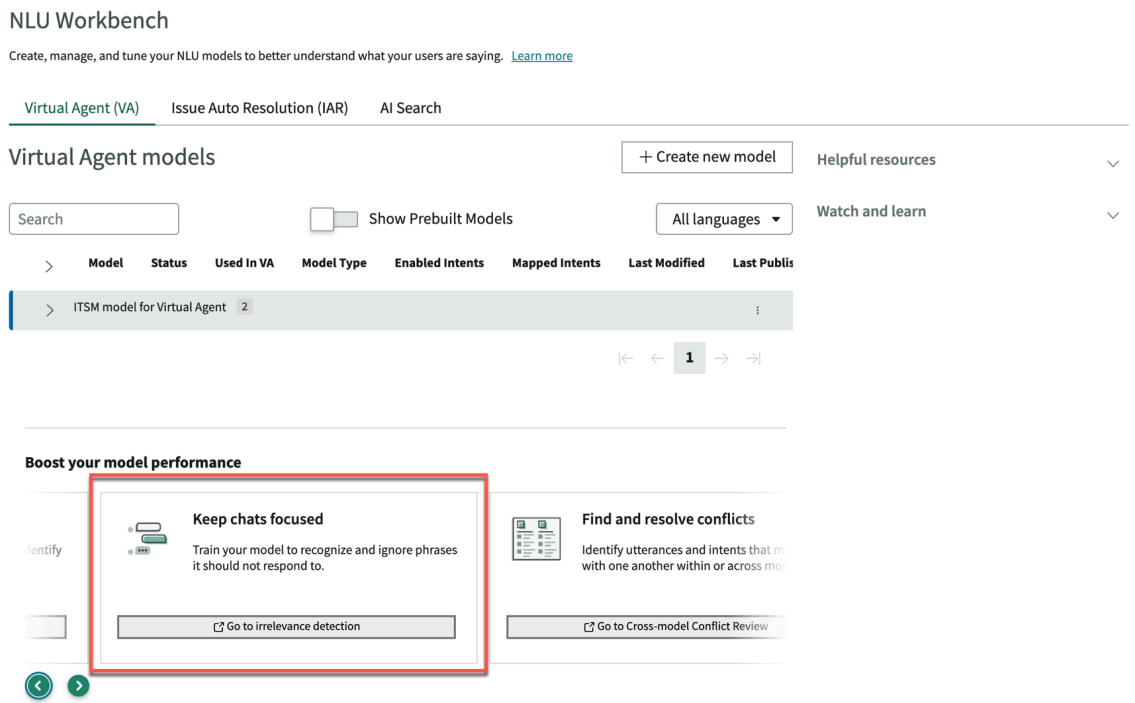 NLU Workbench
Create, manage, and tune your NLU models to better understand what your users are saying. Learn more
Virtual Agent (VA) Issue Auto Resolution (IAR) AI Search
Virtual Agent models
+ Create new model
Helpful resources
Watch and learn
Search
Show Prebuilt Models
All languages
Model Status Used In VA Model Type Enabled Intents Mapped Intents Last Modified Last Publis
ITSM model for Virtual Agent 2
1
Boost your model performance
Keep chats focused
Train your model to recognize and ignore phrases
it should not respond to.
Go to irrelevance detection
Find and resolve conflicts
Identify utterances and intents that
with one another within or across
Go to Cross-model Conflict Review